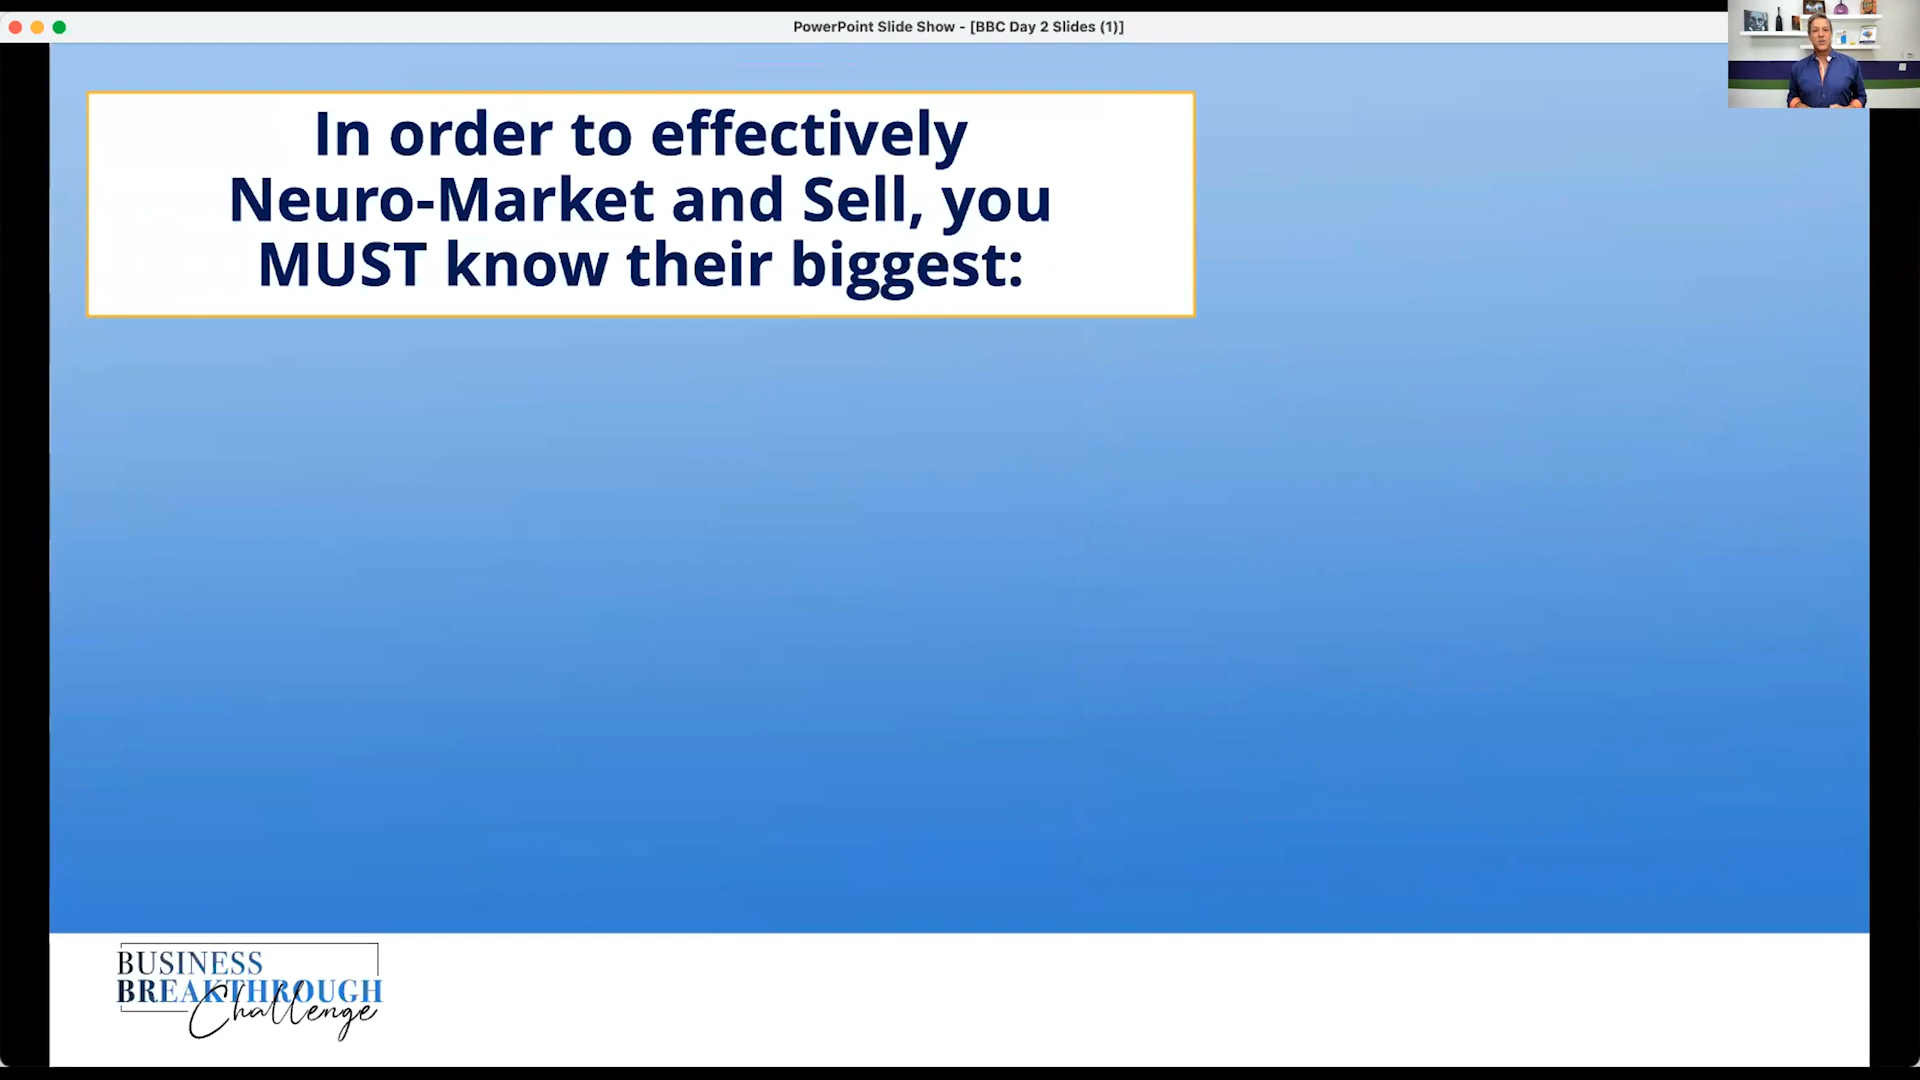 PowerPoint Slide Show - [BBC Day 2 Slides (1)]
In order to effectively
Neuro-Market and Sell, you
MUST know their biggest:
BUSINESS
BREAKTHROUGH
Challenge